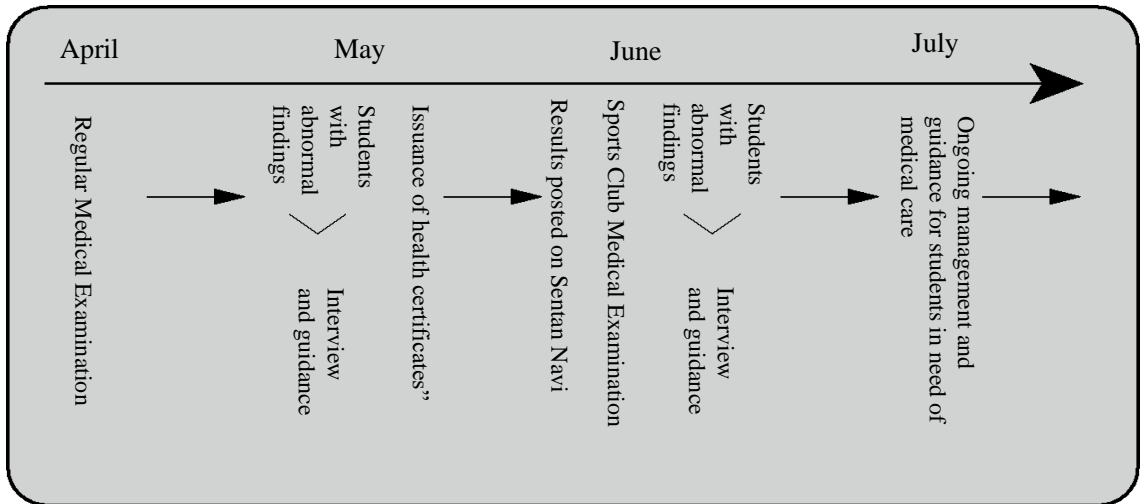 April
May
June
July
Regular Medical Examination
Students
with
abnormal
findings
Interview
and guidance
Issuance of health certificates”
Results posted on Sentan Navi
Sports Club Medical Examination
Students
with
abnormal
findings
Interview
and guidance
Ongoing management and
guidance for students in need of
medical care